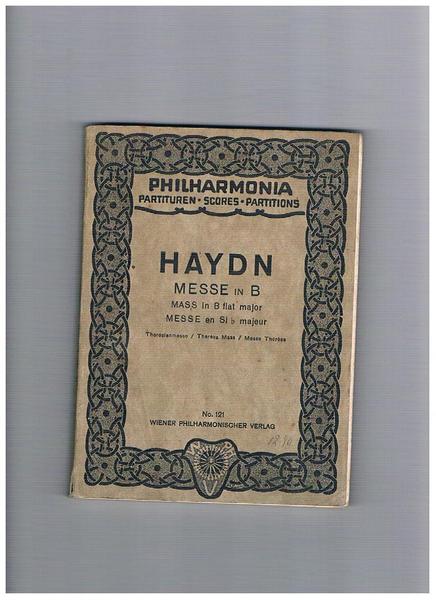 PHILHARMONIA
PARTITUREN • SCORES • PARTITIONS
HAYDN
MESSE IN B
MASS in B flat major
MESSE en Si ♭ majeur
Theresienmesse / Theresa Mass / Messe Thérèse
No. 121
WIENER PHILHARMONISCHER VERLAG